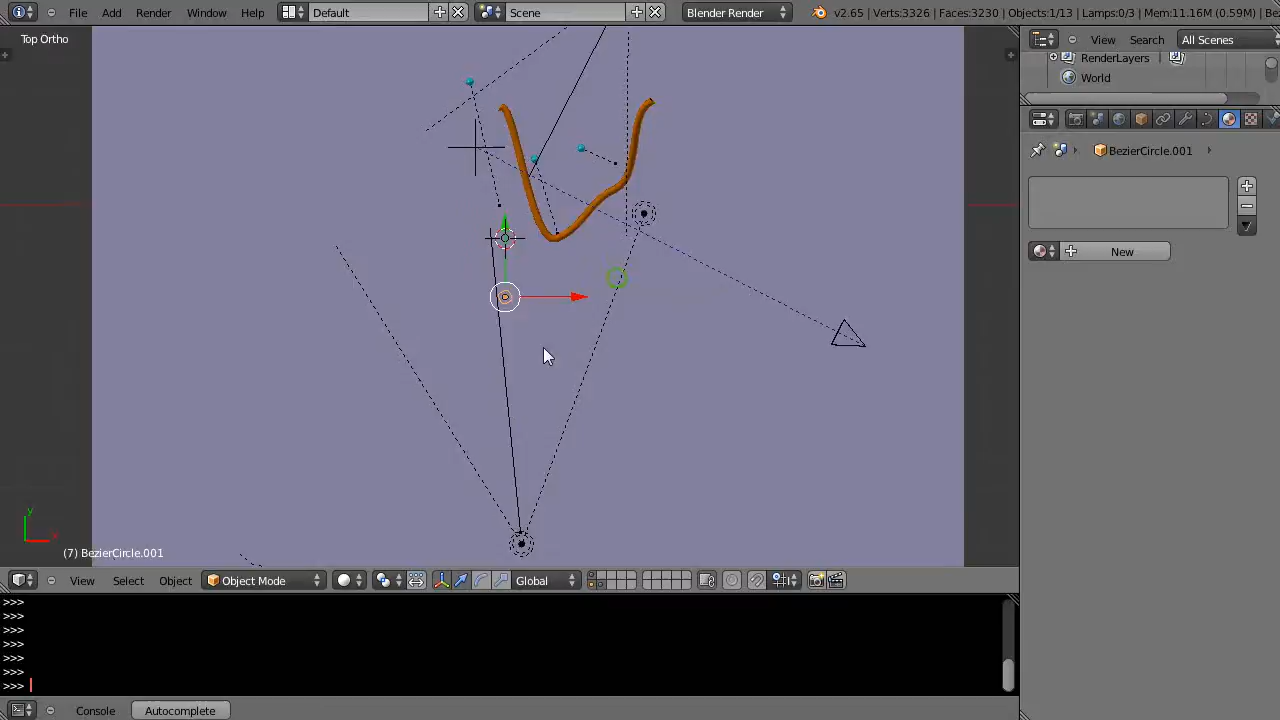 File Add Render Window Help Default Scene Blender Render v2.65 | Verts:3326 | Faces:3230 | Objects:1/13 | Lamps:0/3 | Mem:11.16M (0.59M) | Be
Top Ortho
View Search All Scenes
RenderLayers
World
BezierCircle.001
New
y
x
(7) BezierCircle.001
View Select Object Object Mode Global
>>>
>>>
>>>
>>>
>>>
>>>
>>>
Console Autocomplete